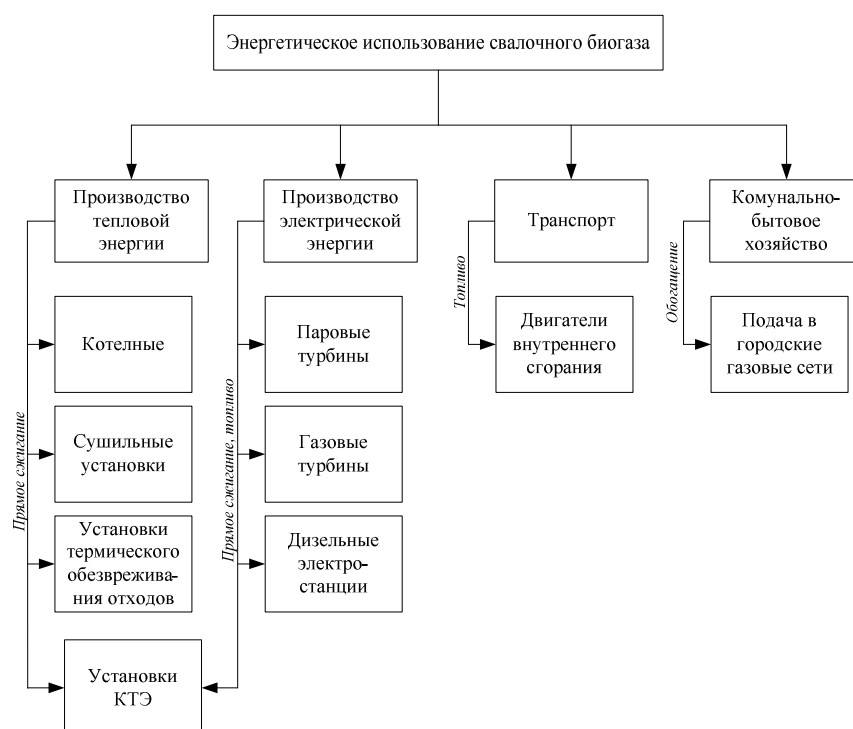 Энергетическое использование свалочного биогаза
Производство
тепловой
энергии
Производство
электрической
энергии
Транспорт
Комунально-
бытовое
хозяйство
Прямое сжигание
Котелные
Сушильные
установки
Установки
термического
обезврежива-
ния отходов
Прямое сжигание, топливо
Паровые
турбины
Газовые
турбины
Дизельные
электро-
станции
Установки
КТЭ
Топливо
Двигатели
внутреннего
сгорания
Обогащение
Подача в
городские
газовые сети